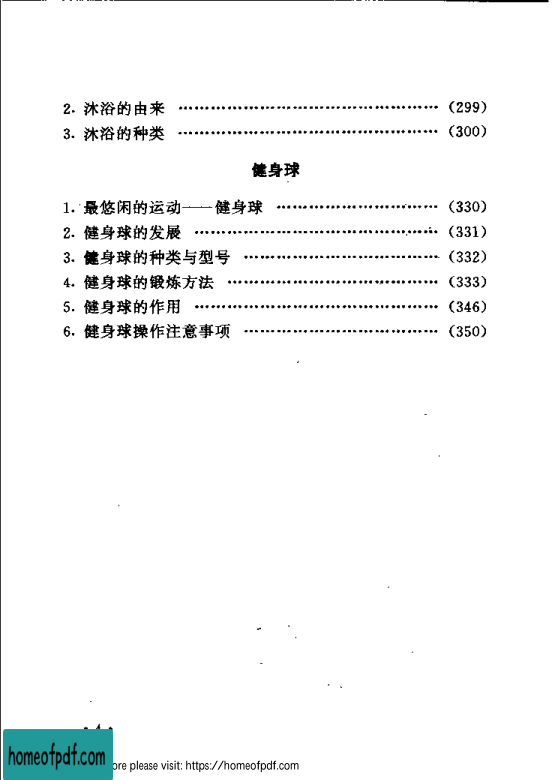 2. 沐浴的由来 ·············································· (299)
3. 沐浴的种类 ·············································· (300)
健身球
1. 最悠闲的运动——健身球 ····························· (330)
2. 健身球的发展 ··········································· (331)
3. 健身球的种类与型号 ·································· (332)
4. 健身球的锻炼方法 ····································· (333)
5. 健身球的作用 ··········································· (346)
6. 健身球操作注意事项 ·································· (350)
homeofpdf.com
ore please visit: https://homeofpdf.com